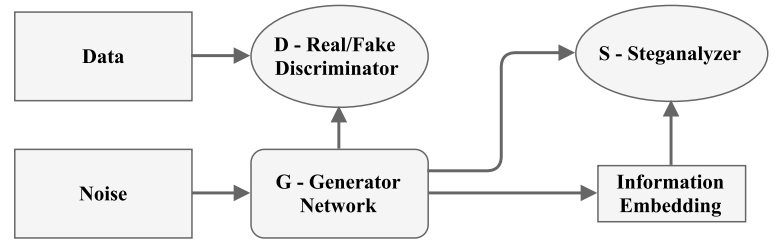 Data
D - Real/Fake
Discriminator
S - Steganalyzer
Noise
G - Generator
Network
Information
Embedding